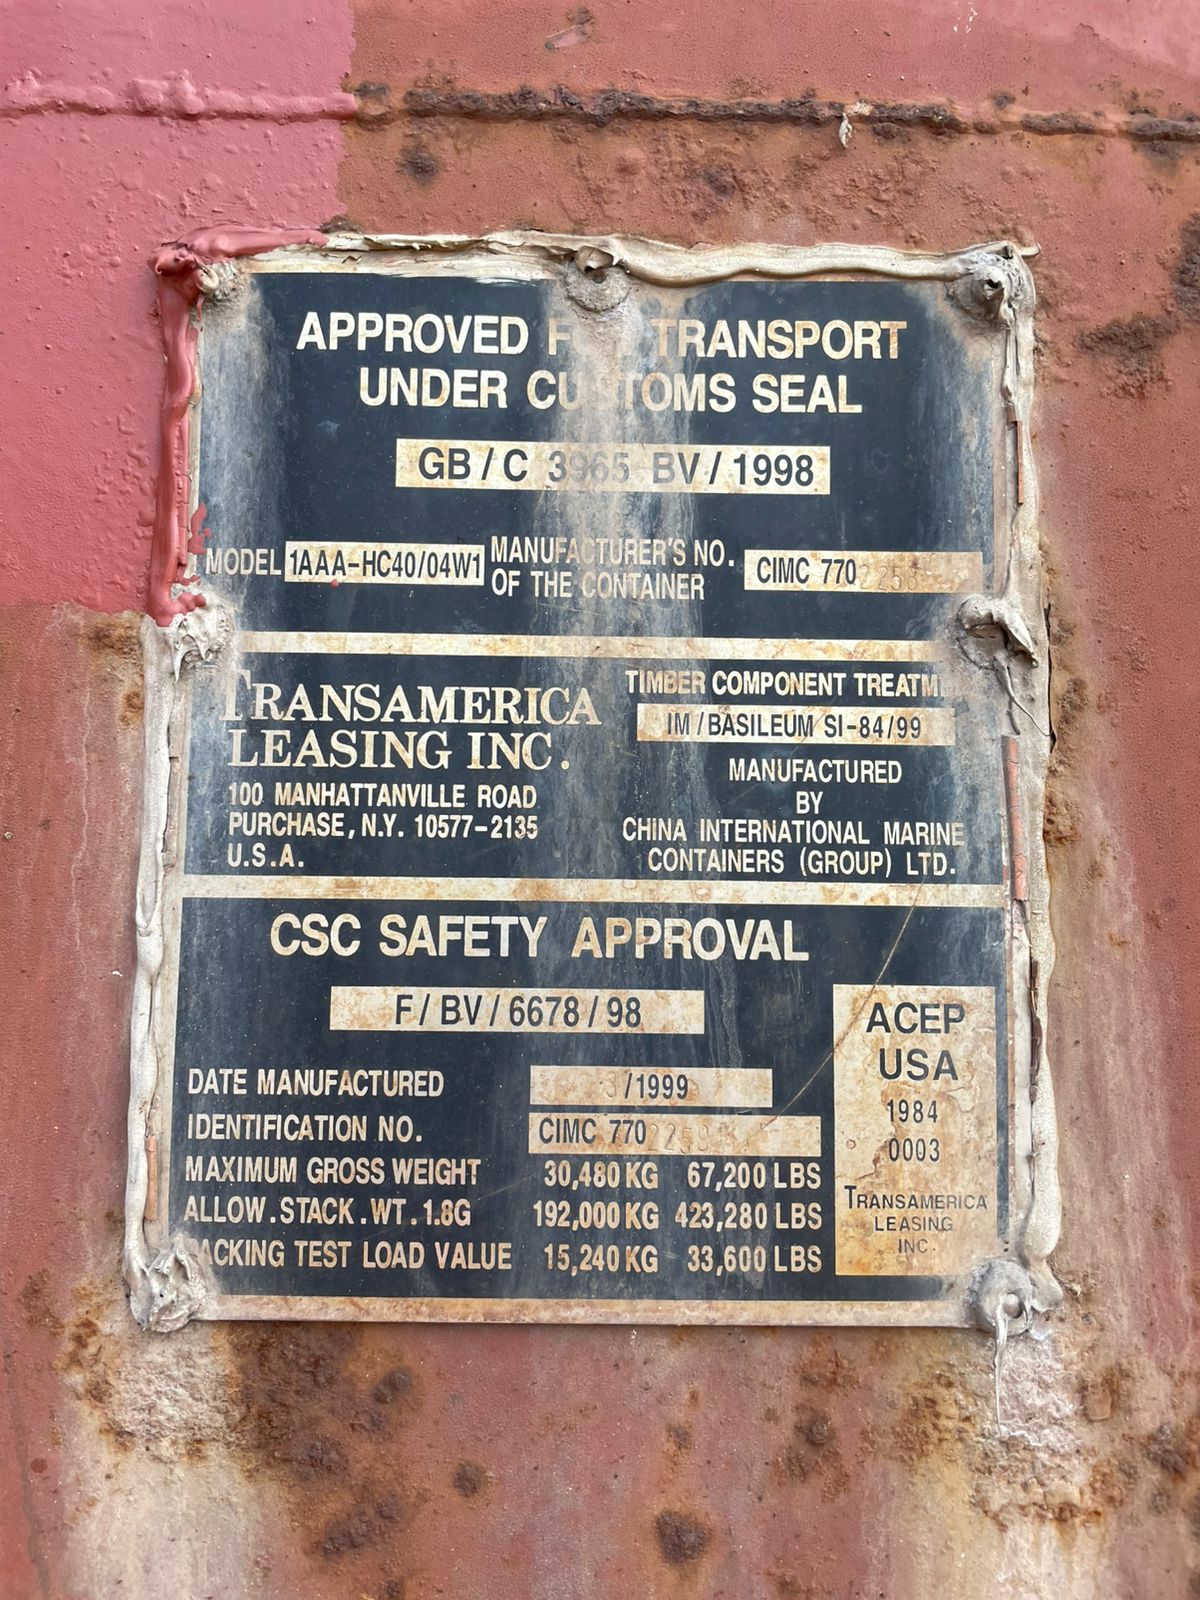 APPROVED TRANSPORT
UNDER CUSTOMS SEAL
GB/C 3965 BV/1998
MODEL 1AAA-HC40/04W1 MANUFACTURER'S NO. OF THE CONTAINER CIMC 770
TRANSAMERICA
LEASING INC.
100 MANHATTANVILLE ROAD
PURCHASE, N.Y. 10577-2135
U.S.A.
TIMBER COMPONENT
IM/BASILEUM SI-84/99
MANUFACTURED
BY
CHINA INTERNATIONAL MARINE
CONTAINERS (GROUP) LTD.
CSC SAFETY APPROVAL
F/BV/6678/98
DATE MANUFACTURED /1999
IDENTIFICATION NO. CIMC 770
MAXIMUM GROSS WEIGHT 30,480 KG 67,200 LBS
ALLOW.STACK.WT.1.8G 192,000 KG 423,280 LBS
TEST LOAD VALUE 15,240 KG 33,600 LBS
ACEP
USA
1984
0003
TRANSAMERICA
LEASING
INC.